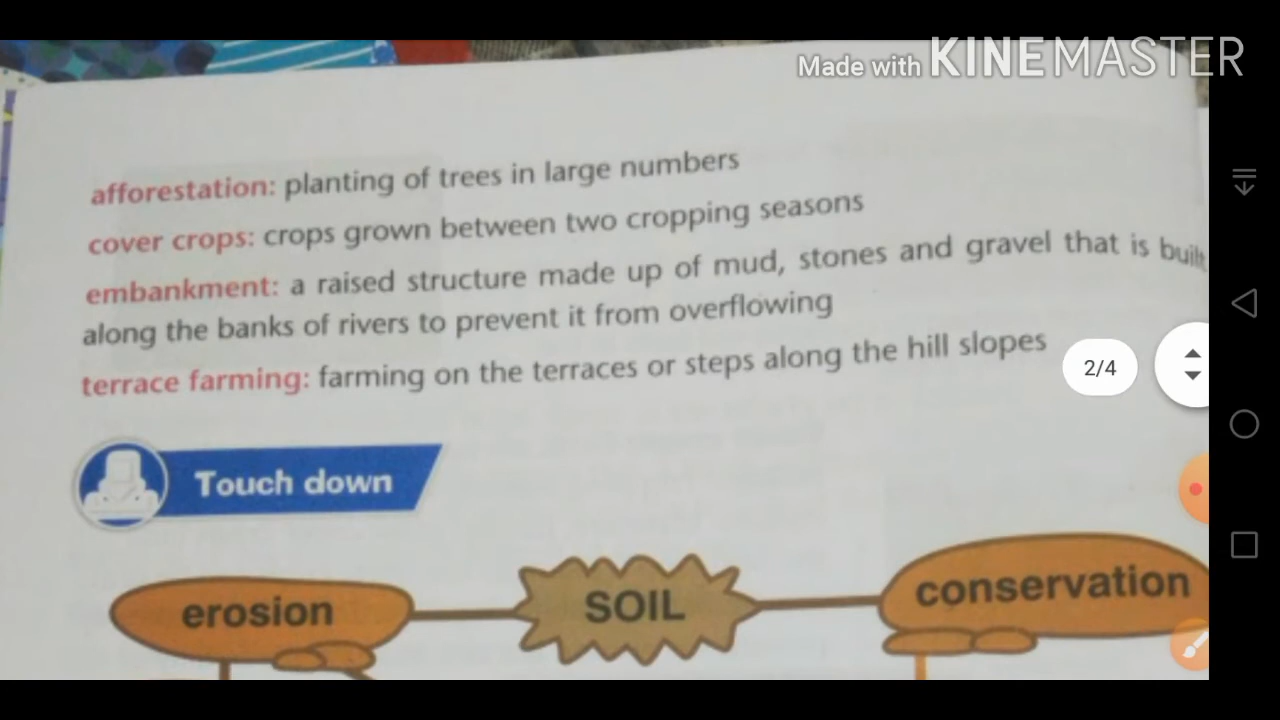 Made with KINEMASTER
afforestation: planting of trees in large numbers
cover crops: crops grown between two cropping seasons
embankment: a raised structure made up of mud, stones and gravel that is built
along the banks of rivers to prevent it from overflowing
terrace farming: farming on the terraces or steps along the hill slopes
2/4
Touch down
erosion SOIL conservation